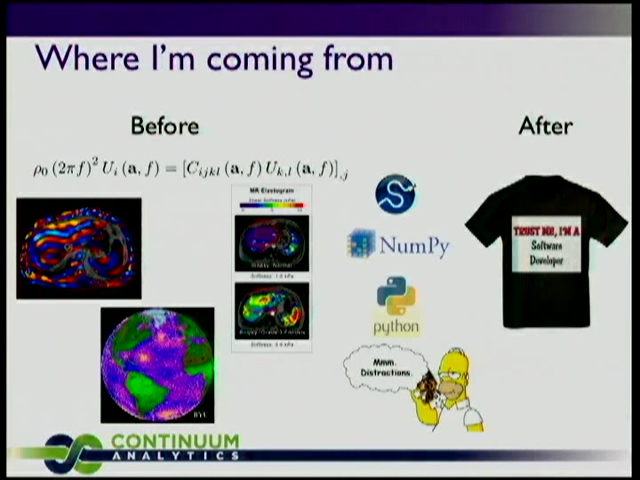 Where I'm coming from
Before
After
ρ₀ (2πf)² Uᵢ (a, f) = [Cᵢⱼₖₗ (a, f) Uₖ,ₗ (a, f)],ⱼ
MR Elastogram
NumPy
python
TRUST ME, I'M A
Software
Developer
Mmm.
Distractions.
CONTINUUM
ANALYTICS